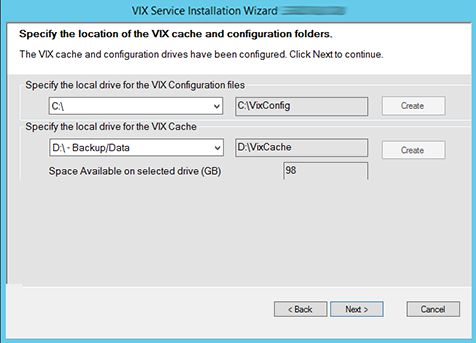 VIX Service Installation Wizard
Specify the location of the VIX cache and configuration folders.
The VIX cache and configuration drives have been configured. Click Next to continue.
Specify the local drive for the VIX Configuration files
C:\ C:\VixConfig Create
Specify the local drive for the VIX Cache
D:\ - Backup/Data D:\VixCache Create
Space Available on selected drive (GB) 98
< Back Next > Cancel